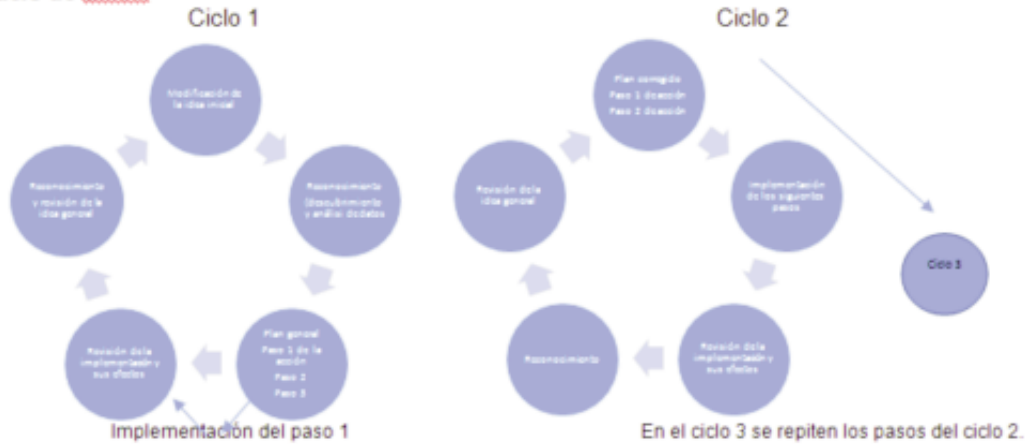 Ciclo 1
Modificación de
la idea inicial
Reconocimiento
(descubrimiento
y análisi de datos
Plan general
Paso 1 de la
acción
Paso 2
Paso 3
Implementación del paso 1
Revisión de la
implementación y
sus efectos
Reconocimiento
y revisión de la
idea general
Ciclo 2
Plan corregido
Paso 1 de acción
Paso 2 de acción
Implementación
de los siguientes
pasos
Revisión de la
implementación y
sus efectos
Reconocimiento
Revisión de la
idea general
Ciclo 3
En el ciclo 3 se repiten los pasos del ciclo 2.